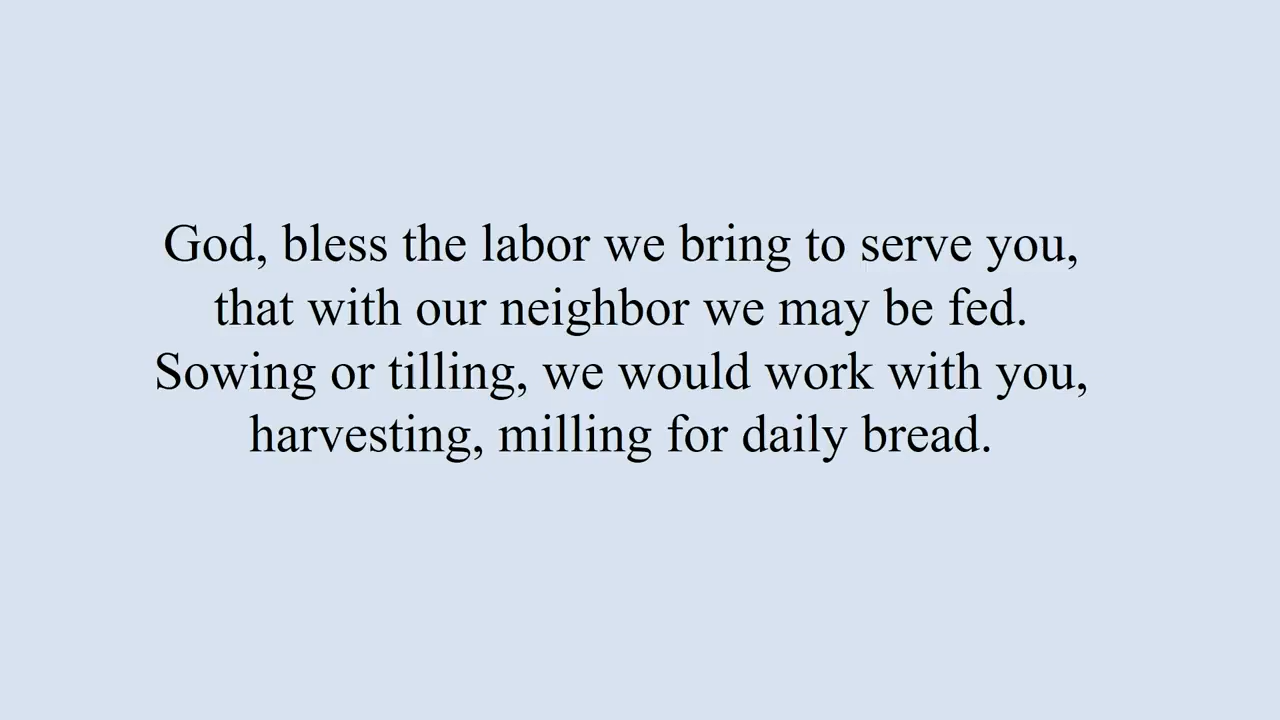 God, bless the labor we bring to serve you,
that with our neighbor we may be fed.
Sowing or tilling, we would work with you,
harvesting, milling for daily bread.